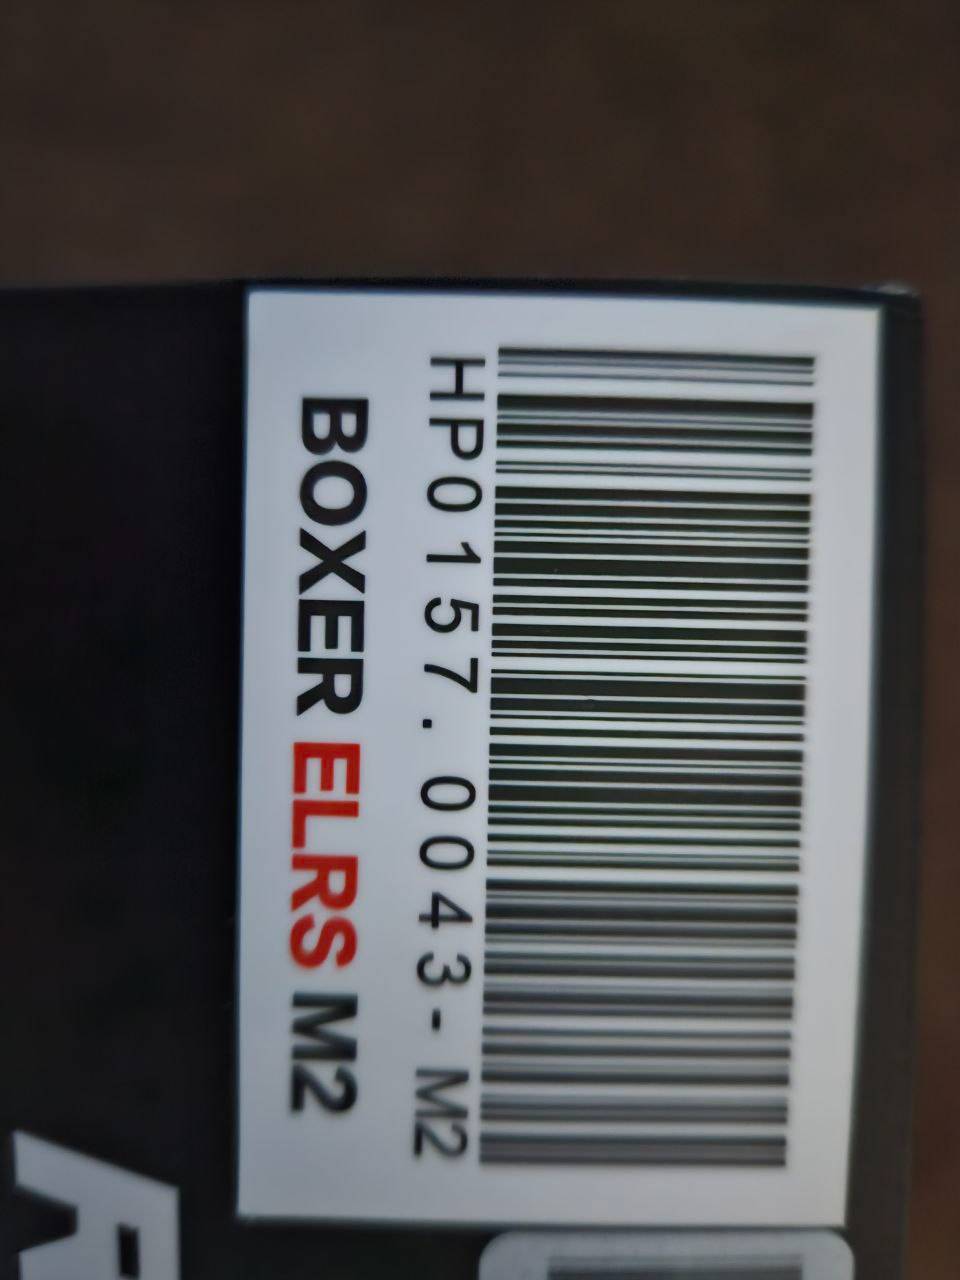 HP0157.0043-M2
BOXER ELRS M2